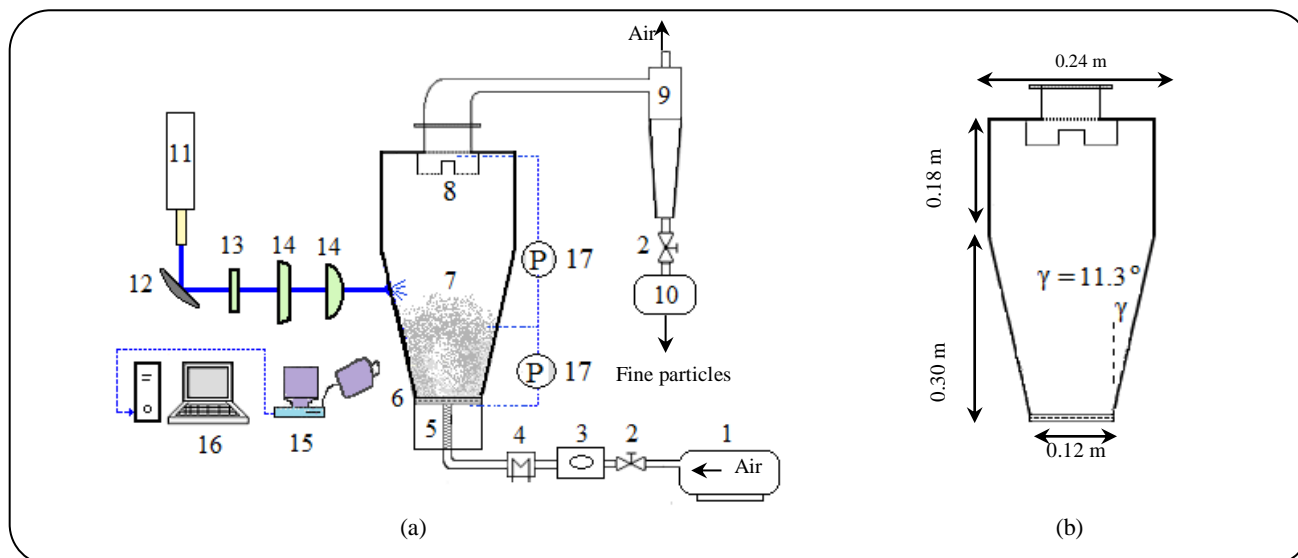 Air
9
11
8
2
13
14
14
12
7
P
17
10
P
17
Fine particles
6
5
4
3
2
1
Air
16
15
(a)
0.24 m
0.18 m
γ = 11.3°
γ
0.30 m
0.12 m
(b)